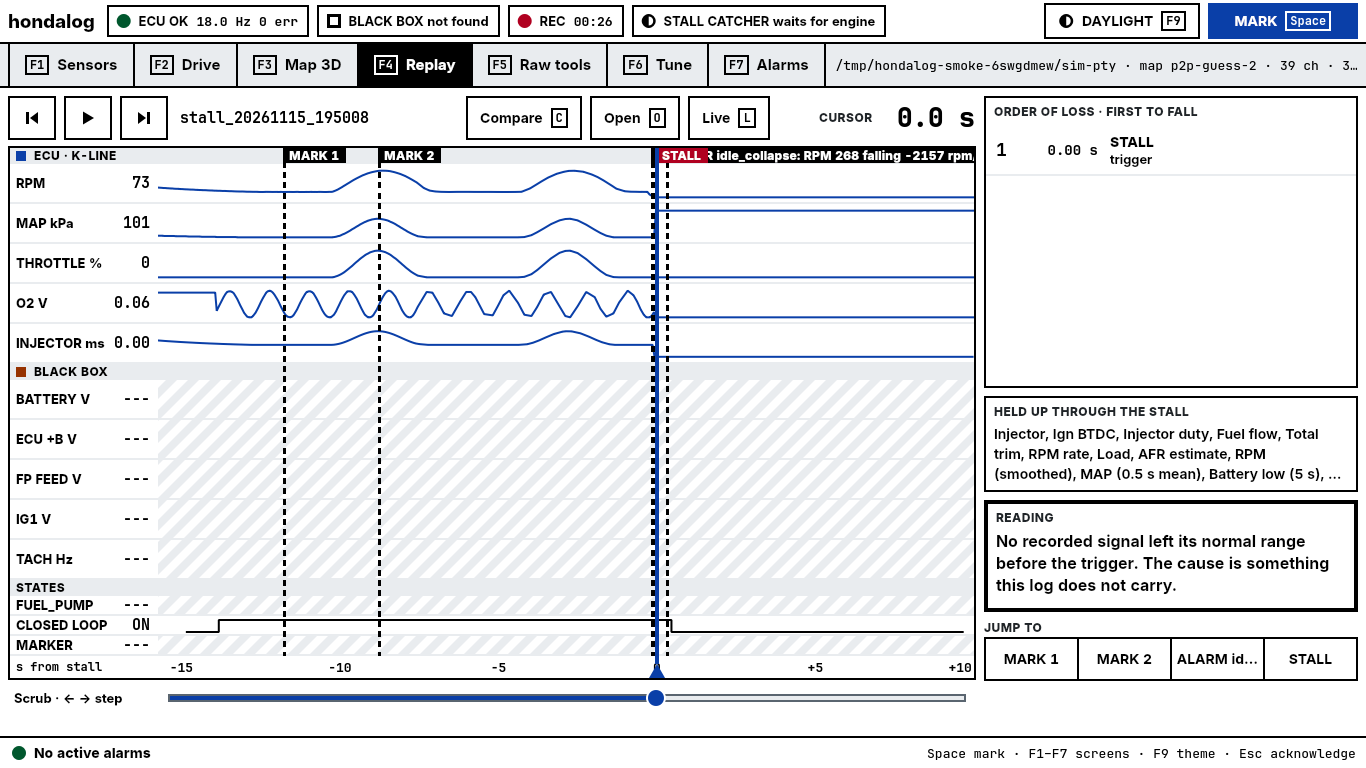 hondalog
ECU OK 18.0 Hz 0 err
BLACK BOX not found
REC 00:26
STALL CATCHER waits for engine
DAYLIGHT F9
MARK Space
F1 Sensors
F2 Drive
F3 Map 3D
F4 Replay
F5 Raw tools
F6 Tune
F7 Alarms
/tmp/hondalog-smoke-6swgdmew/sim-pty · map p2p-guess-2 · 39 ch · 3…
stall_20261115_195008
Compare C
Open O
Live L
CURSOR 0.0 s
ECU · K-LINE
MARK 1
MARK 2
STALL
R idle_collapse: RPM 268 falling -2157 rpm/
RPM 73
MAP kPa 101
THROTTLE % 0
O2 V 0.06
INJECTOR ms 0.00
BLACK BOX
BATTERY V ---
ECU +B V ---
FP FEED V ---
IG1 V ---
TACH Hz ---
STATES
FUEL_PUMP ---
CLOSED LOOP ON
MARKER ---
s from stall -15 -10 -5 0 +5 +10
Scrub · ← → step
ORDER OF LOSS · FIRST TO FALL
1 0.00 s STALL
trigger
HELD UP THROUGH THE STALL
Injector, Ign BTDC, Injector duty, Fuel flow, Total
trim, RPM rate, Load, AFR estimate, RPM
(smoothed), MAP (0.5 s mean), Battery low (5 s), …
READING
No recorded signal left its normal range
before the trigger. The cause is something
this log does not carry.
JUMP TO
MARK 1
MARK 2
ALARM id…
STALL
No active alarms
Space mark · F1–F7 screens · F9 theme · Esc acknowledge